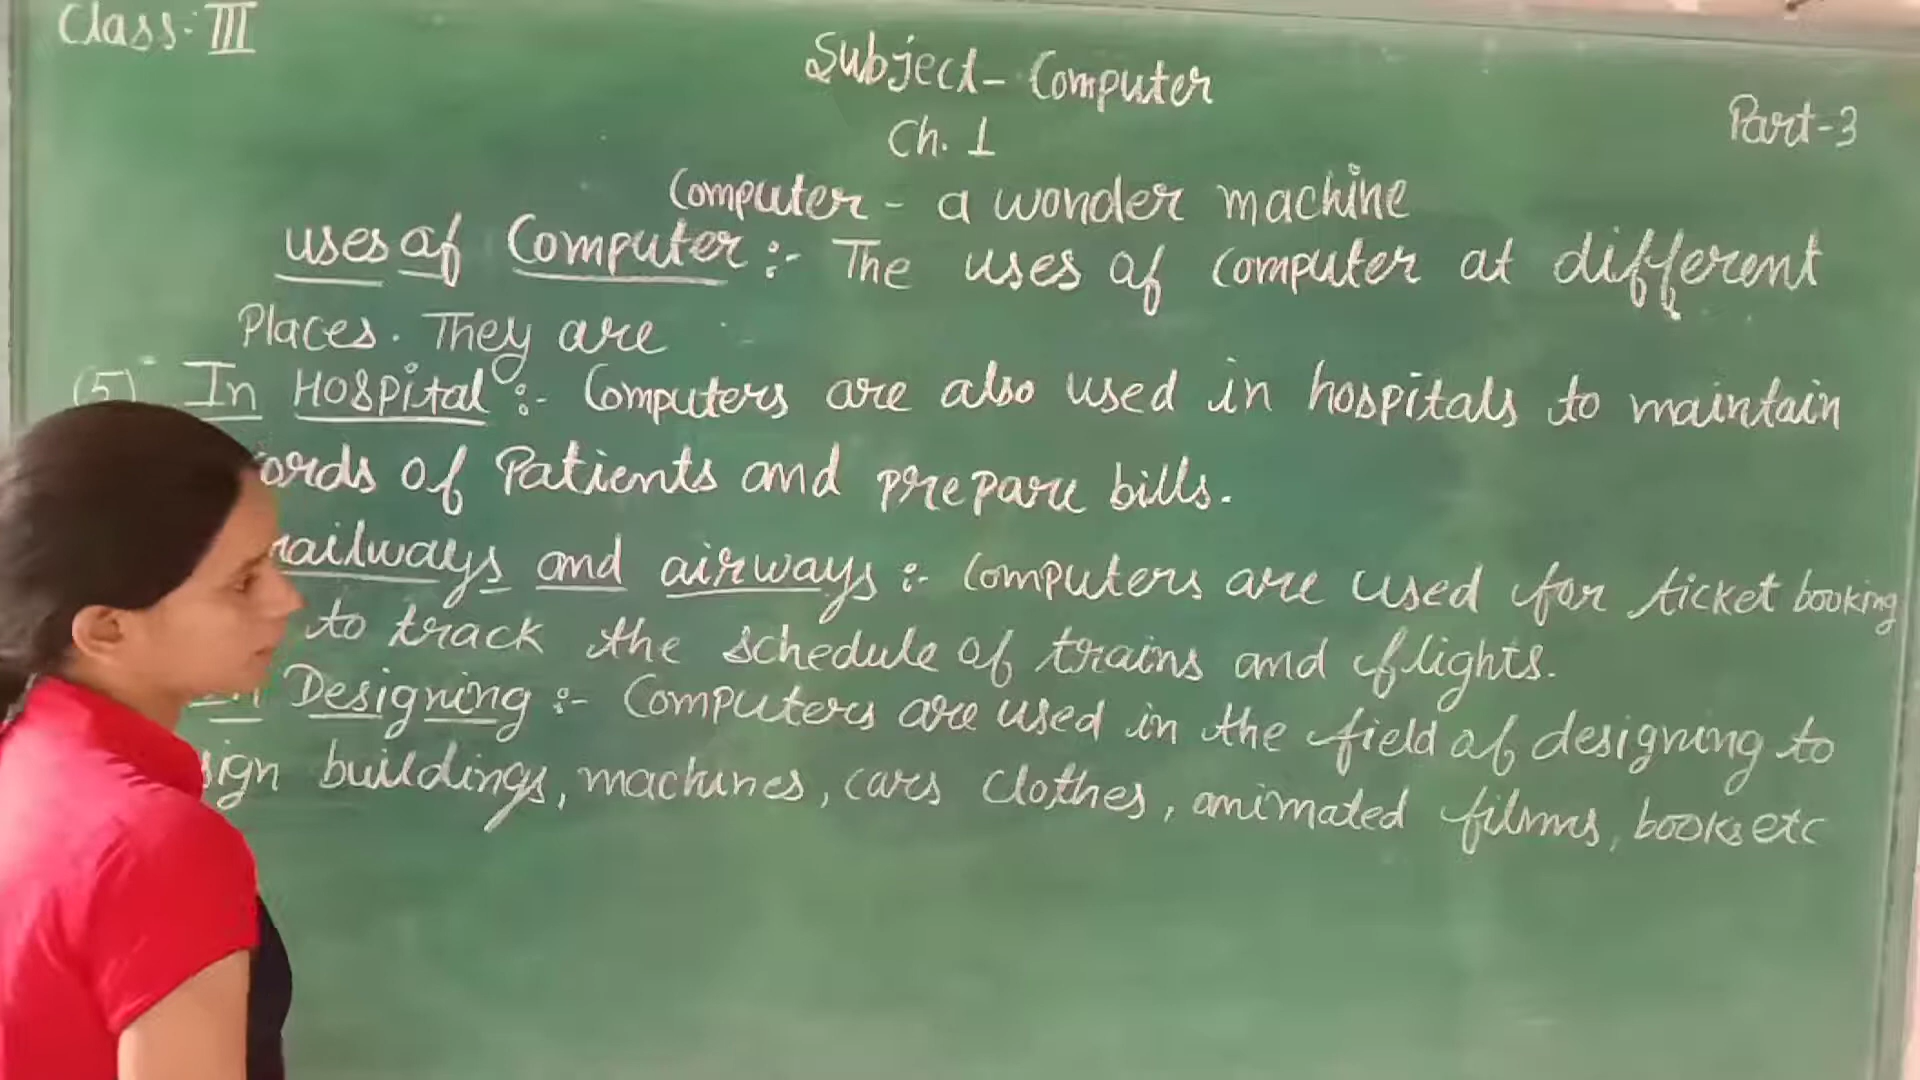 Class: III
Subject- Computer
Part-3
Ch. 1
Computer - a wonder machine
uses of Computer :- The uses of computer at different
Places. They are
(5) In Hospital :- Computers are also used in hospitals to maintain
ords of Patients and prepare bills.
railways and airways :- Computers are used for ticket booking
to track the schedule of trains and flights.
Designing :- Computers are used in the field of designing to
sign buildings, machines, cars clothes, animated films, books etc